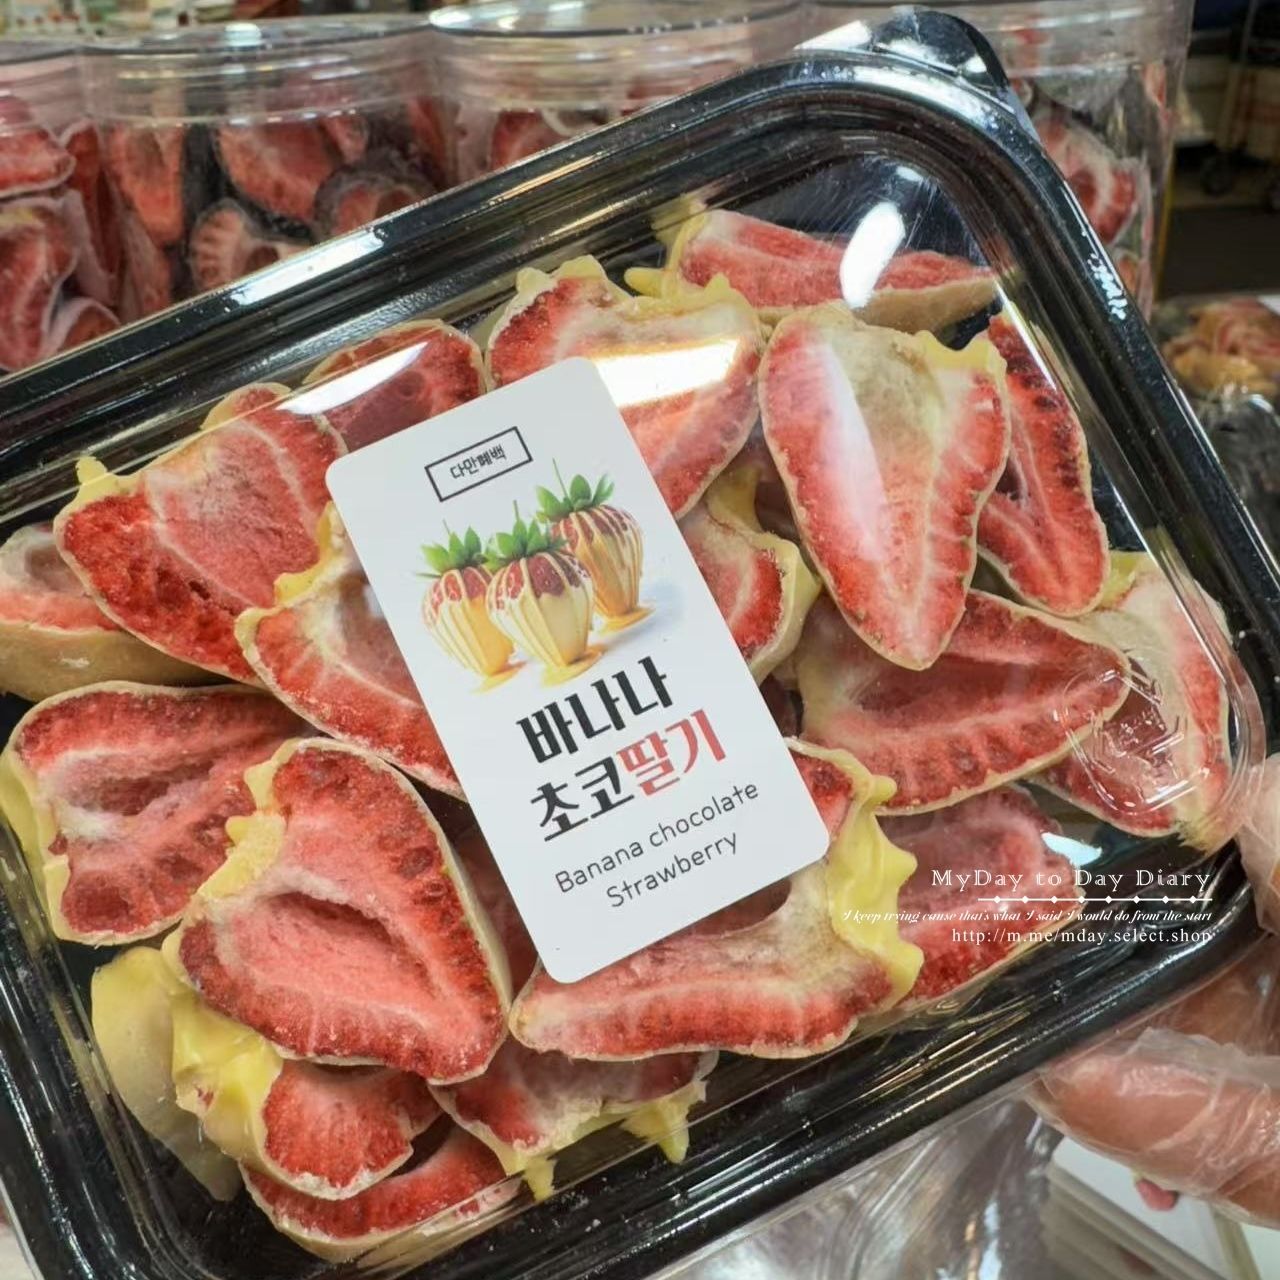 다만폐백
바나나
초코딸기
Banana chocolate
Strawberry
MyDay to Day Diary
I keep trying cause that's what I said I would do from the start
http://m.me/mday.select.shop